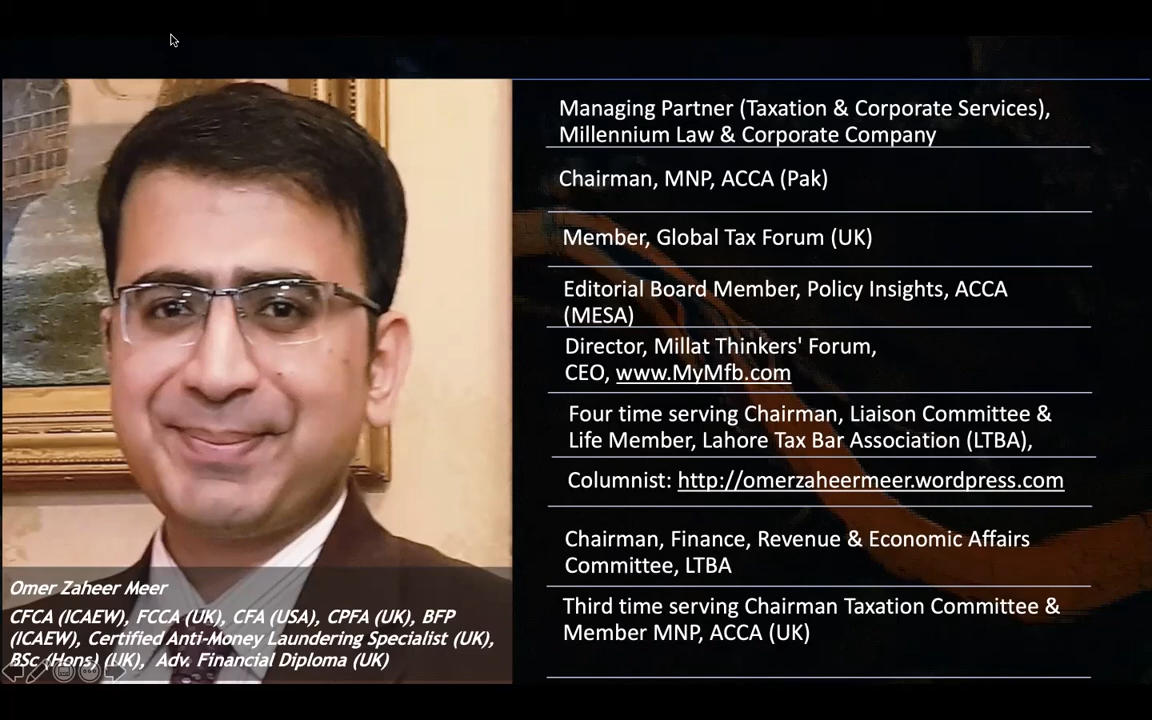 Managing Partner (Taxation & Corporate Services),
Millennium Law & Corporate Company
Chairman, MNP, ACCA (Pak)
Member, Global Tax Forum (UK)
Editorial Board Member, Policy Insights, ACCA
(MESA)
Director, Millat Thinkers' Forum,
CEO, www.MyMfb.com
Four time serving Chairman, Liaison Committee &
Life Member, Lahore Tax Bar Association (LTBA),
Columnist: http://omerzaheermeer.wordpress.com
Chairman, Finance, Revenue & Economic Affairs
Committee, LTBA
Third time serving Chairman Taxation Committee &
Member MNP, ACCA (UK)
Omer Zaheer Meer
CFCA (ICAEW), FCCA (UK), CFA (USA), CPFA (UK), BFP
(ICAEW), Certified Anti-Money Laundering Specialist (UK),
BSc (Hons) (UK), Adv. Financial Diploma (UK)